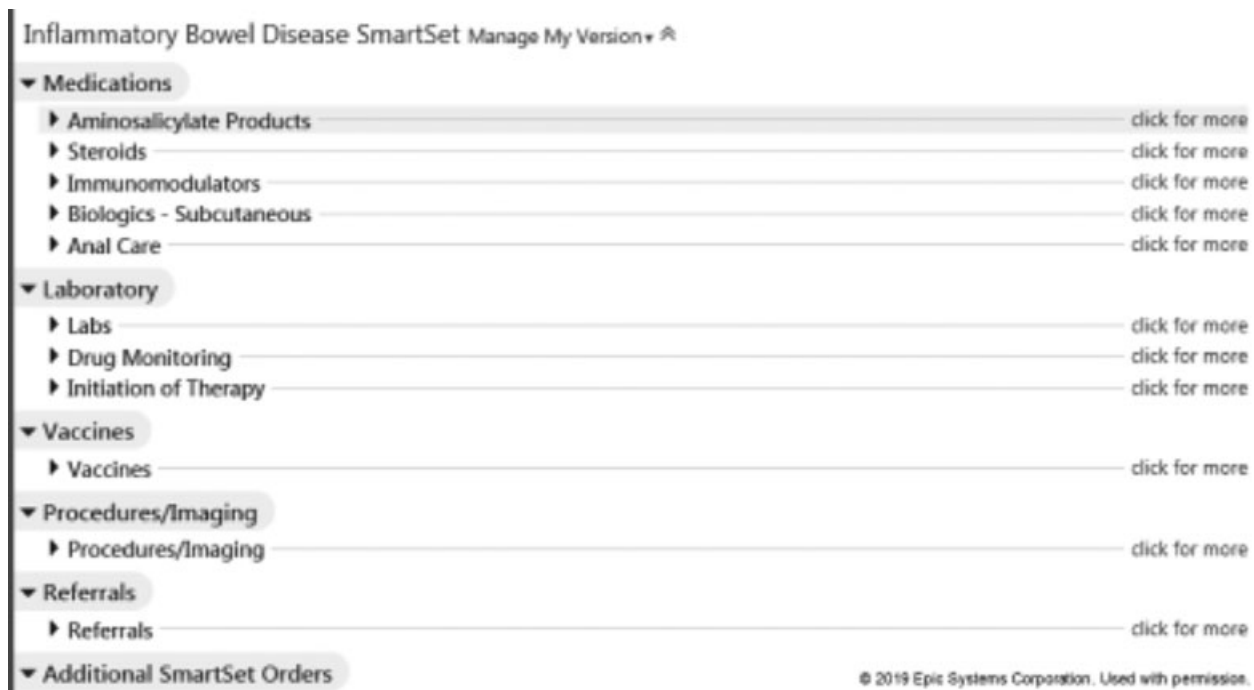 Inflammatory Bowel Disease SmartSet Manage My Version
Medications
Aminosalicylate Products click for more
Steroids click for more
Immunomodulators click for more
Biologics - Subcutaneous click for more
Anal Care click for more
Laboratory
Labs click for more
Drug Monitoring click for more
Initiation of Therapy click for more
Vaccines
Vaccines click for more
Procedures/Imaging
Procedures/Imaging click for more
Referrals
Referrals click for more
Additional SmartSet Orders
© 2019 Epic Systems Corporation. Used with permission.